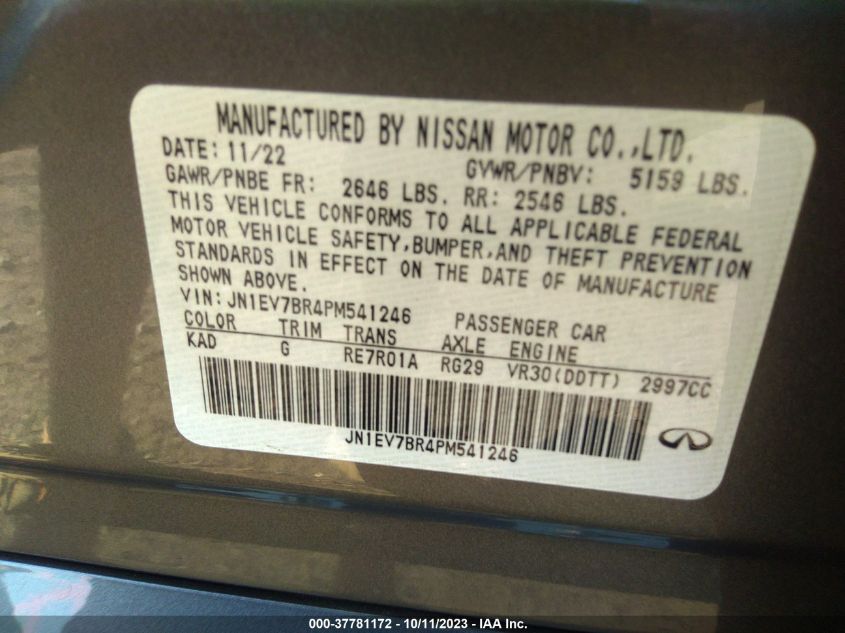 MANUFACTURED BY NISSAN MOTOR CO.,LTD.
DATE: 11/22 GVWR/PNBV: 5159 LBS.
GAWR/PNBE FR: 2646 LBS. RR: 2546 LBS.
THIS VEHICLE CONFORMS TO ALL APPLICABLE FEDERAL
MOTOR VEHICLE SAFETY,BUMPER,AND THEFT PREVENTION
STANDARDS IN EFFECT ON THE DATE OF MANUFACTURE
SHOWN ABOVE.
VIN: JN1EV7BR4PM541246 PASSENGER CAR
COLOR TRIM TRANS AXLE ENGINE
KAD G RE7R01A RG29 VR30(DDTT) 2997CC
JN1EV7BR4PM541246
000-37781172 - 10/11/2023 - IAA Inc.